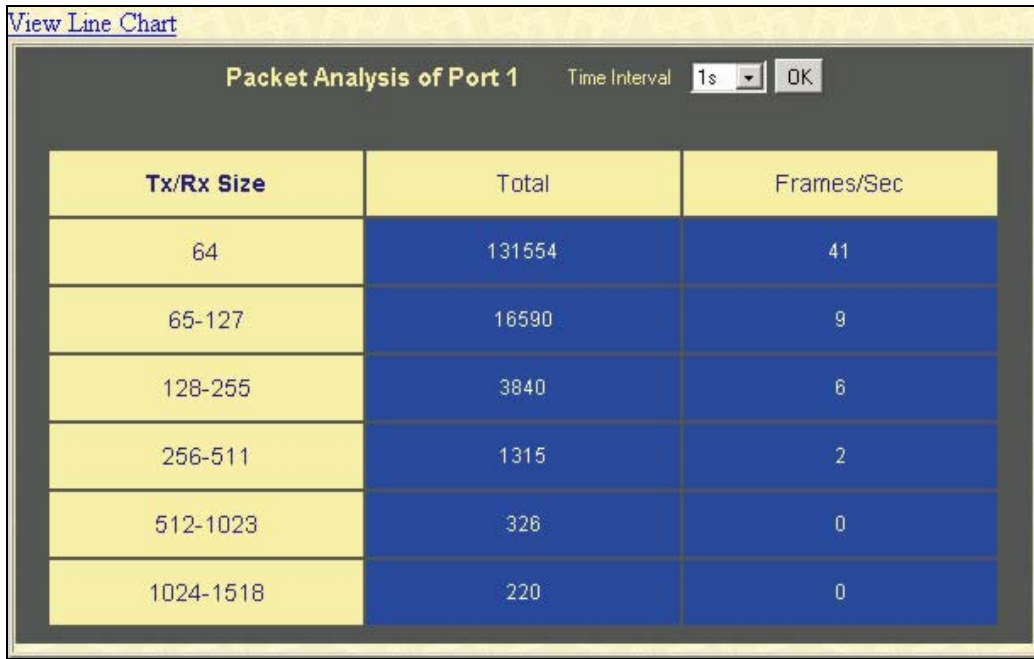 View Line Chart
Packet Analysis of Port 1 Time Interval 1s OK
Tx/Rx Size Total Frames/Sec
64 131554 41
65-127 16590 9
128-255 3840 6
256-511 1315 2
512-1023 326 0
1024-1518 220 0